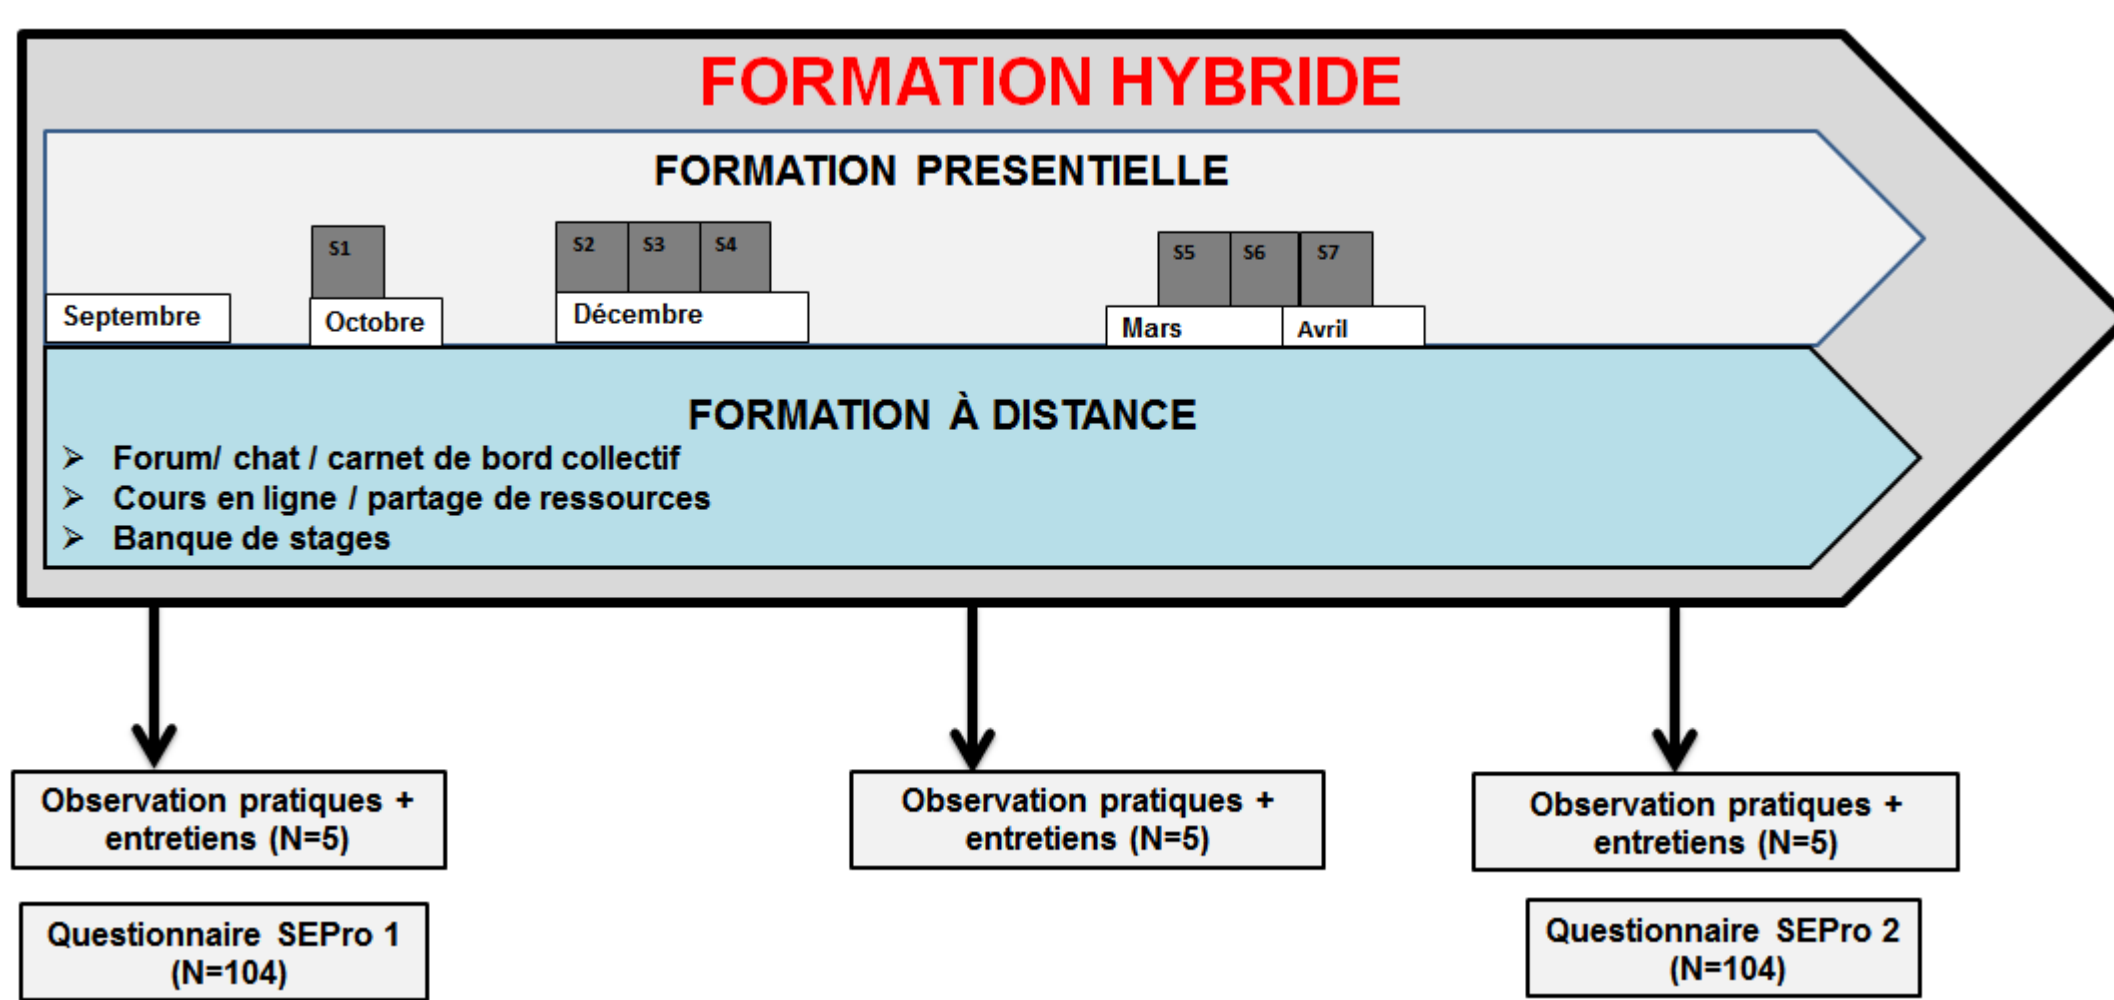 FORMATION HYBRIDE
FORMATION PRESENTIELLE
S1
S2 S3 S4
S5 S6 S7
Septembre
Octobre
Décembre
Mars
Avril
FORMATION À DISTANCE
➢ Forum/ chat / carnet de bord collectif
➢ Cours en ligne / partage de ressources
➢ Banque de stages
Observation pratiques +
entretiens (N=5)
Observation pratiques +
entretiens (N=5)
Observation pratiques +
entretiens (N=5)
Questionnaire SEPro 1
(N=104)
Questionnaire SEPro 2
(N=104)